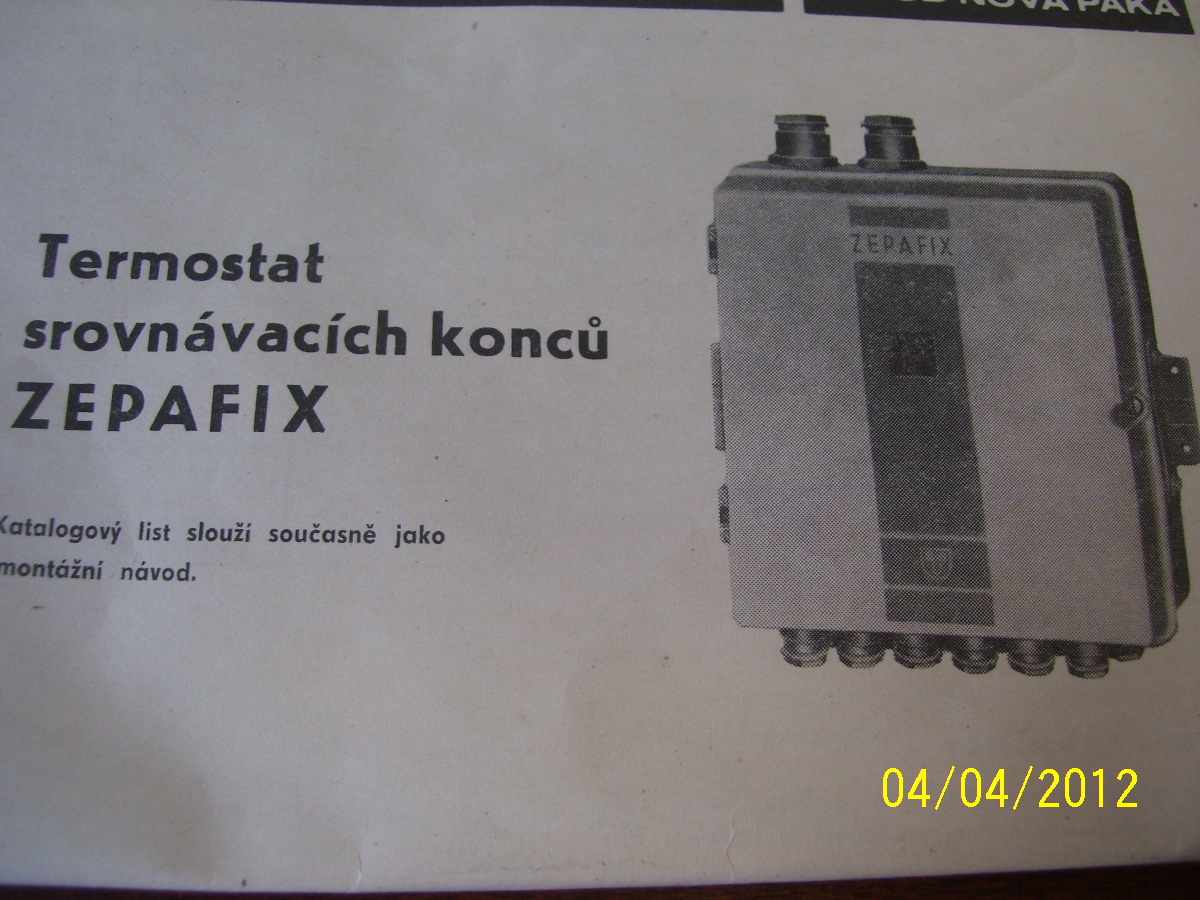 NOVÁ PAKA
ZEPAFIX
Termostat
srovnávacích konců
ZEPAFIX
Katalogový list slouží současně jako
montážní návod.
04/04/2012